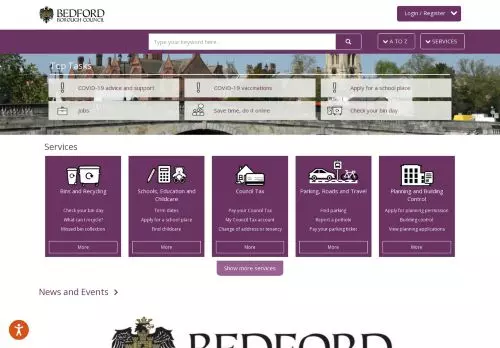 BEDFORD
BOROUGH COUNCIL
Login / Register
Type your keyword here
A TO Z
SERVICES
Top Tasks
COVID-19 advice and support
COVID-19 vaccinations
Apply for a school place
Jobs
Save time, do it online
Check your bin day
Services
Bins and Recycling
Check your bin day
What can I recycle?
Missed bin collection
More
Schools, Education and
Childcare
Term dates
Apply for a school place
Find childcare
More
Council Tax
Pay your Council Tax
My Council Tax account
Change of address or tenancy
More
Parking, Roads and Travel
Find parking
Report a pothole
Pay your parking ticket
More
Planning and Building
Control
Apply for planning permission
Building control
View planning applications
More
Show more services
News and Events
BEDFORD